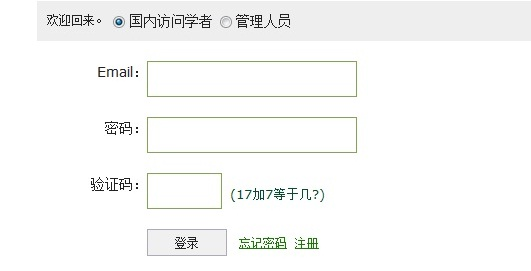 欢迎回来。 国内访问学者 管理人员
Email：
密码：
验证码： (17加7等于几?)
登录 忘记密码 注册